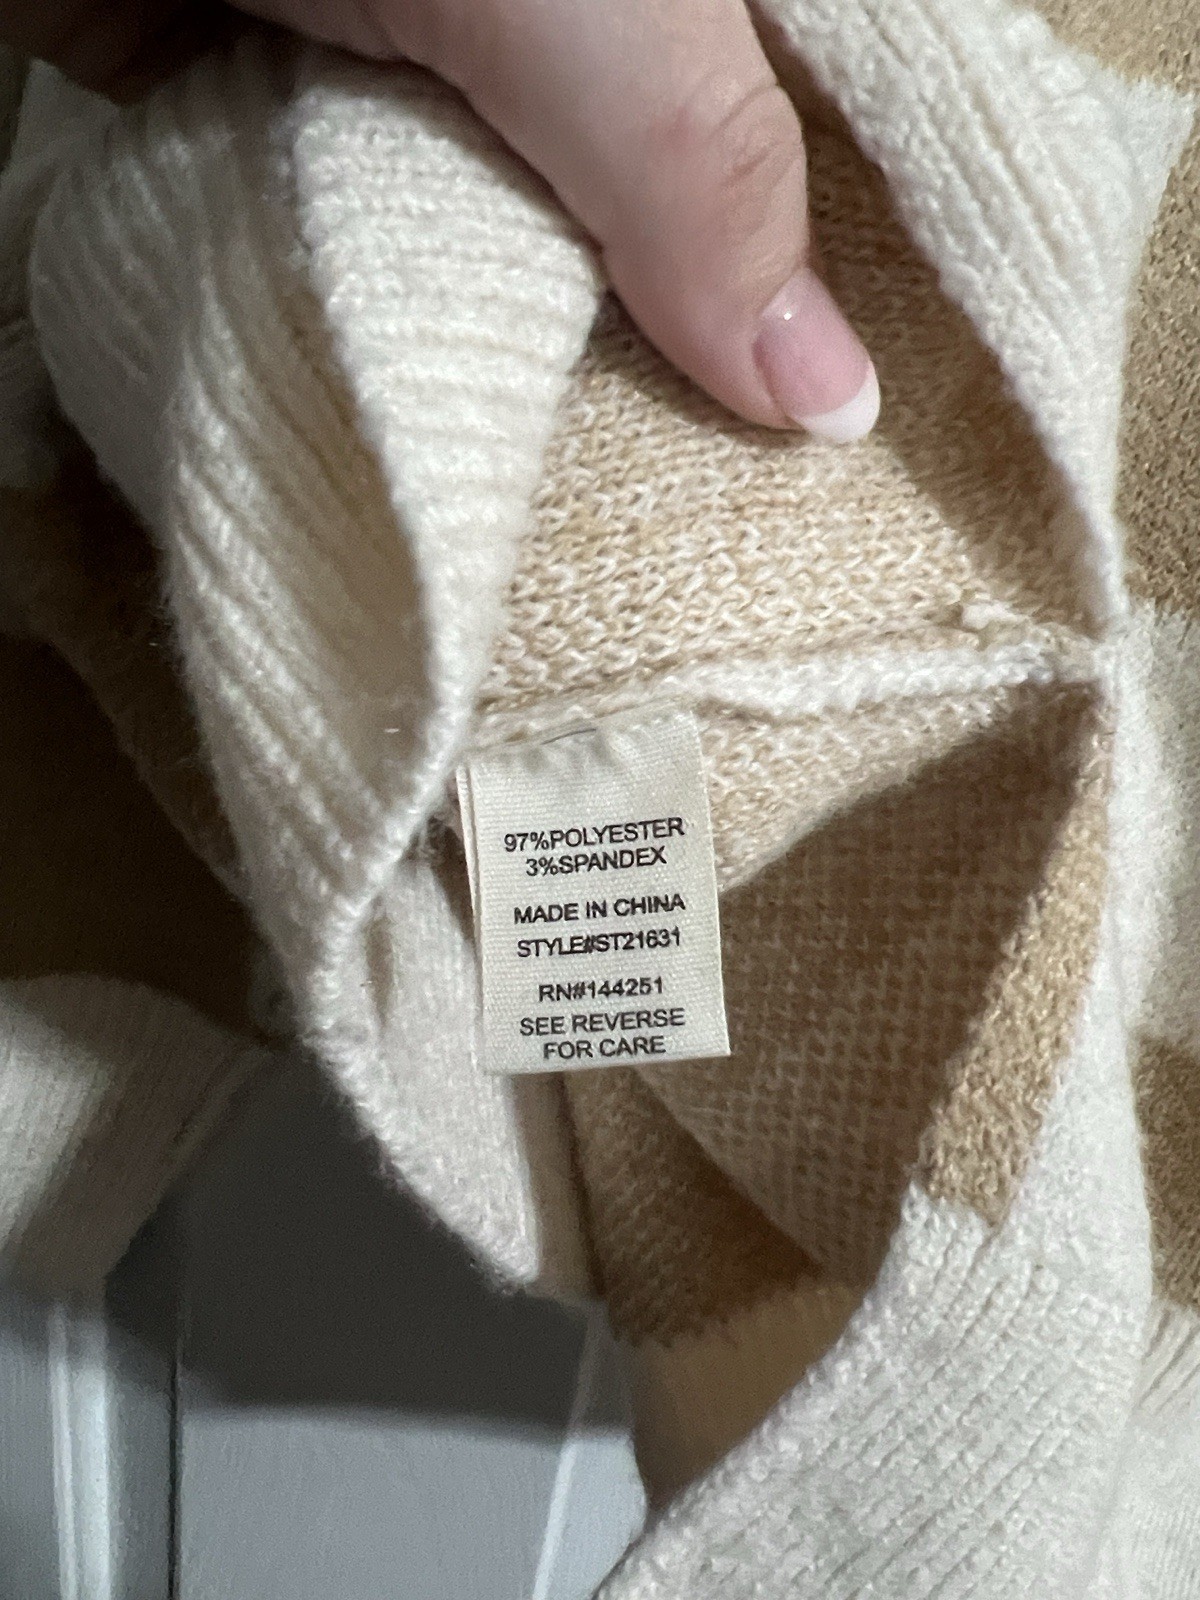 97%POLYESTER
3%SPANDEX
MADE IN CHINA
STYLE#ST21631
RN#144251
SEE REVERSE
FOR CARE